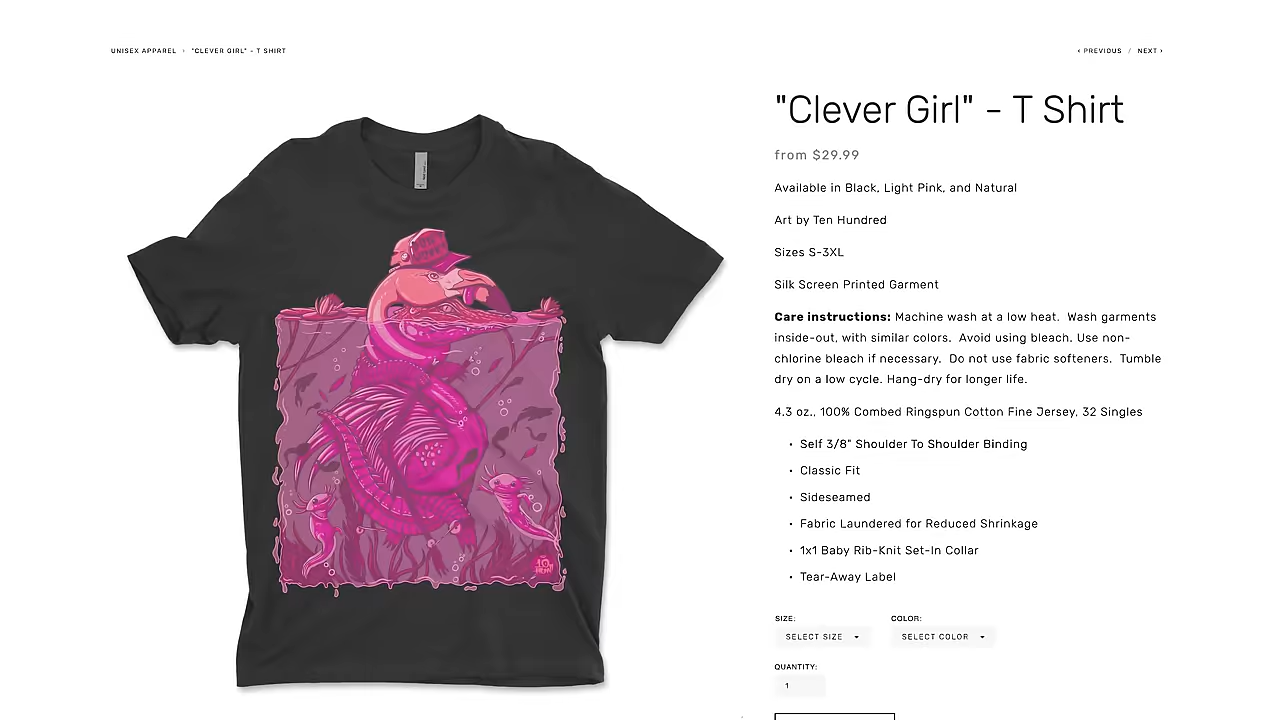 UNISEX APPAREL › "CLEVER GIRL" - T SHIRT
‹ PREVIOUS / NEXT ›
"Clever Girl" - T Shirt
from $29.99
Available in Black, Light Pink, and Natural
Art by Ten Hundred
Sizes S-3XL
Silk Screen Printed Garment
Care instructions: Machine wash at a low heat. Wash garments
inside-out, with similar colors. Avoid using bleach. Use non-
chlorine bleach if necessary. Do not use fabric softeners. Tumble
dry on a low cycle. Hang-dry for longer life.
4.3 oz., 100% Combed Ringspun Cotton Fine Jersey, 32 Singles
• Self 3/8" Shoulder To Shoulder Binding
• Classic Fit
• Sideseamed
• Fabric Laundered for Reduced Shrinkage
• 1x1 Baby Rib-Knit Set-In Collar
• Tear-Away Label
SIZE: COLOR:
SELECT SIZE SELECT COLOR
QUANTITY:
1